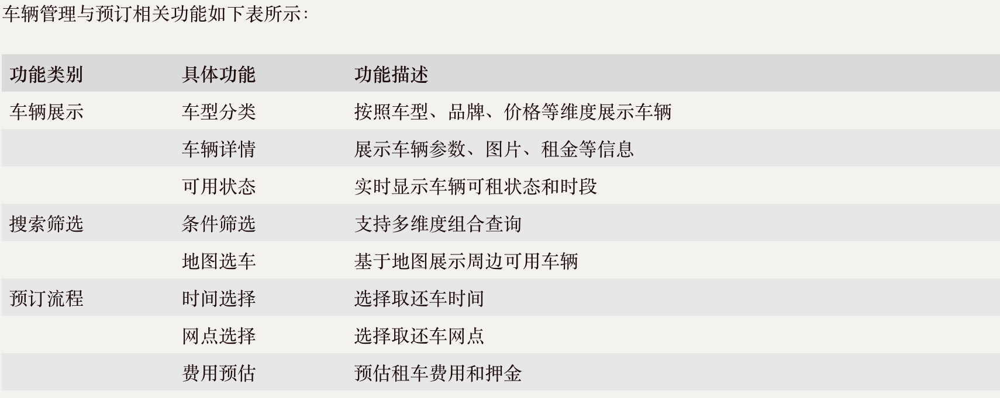 车辆管理与预订相关功能如下表所示：
功能类别 具体功能 功能描述
车辆展示 车型分类 按照车型、品牌、价格等维度展示车辆
车辆详情 展示车辆参数、图片、租金等信息
可用状态 实时显示车辆可租状态和时段
搜索筛选 条件筛选 支持多维度组合查询
地图选车 基于地图展示周边可用车辆
预订流程 时间选择 选择取还车时间
网点选择 选择取还车网点
费用预估 预估租车费用和押金